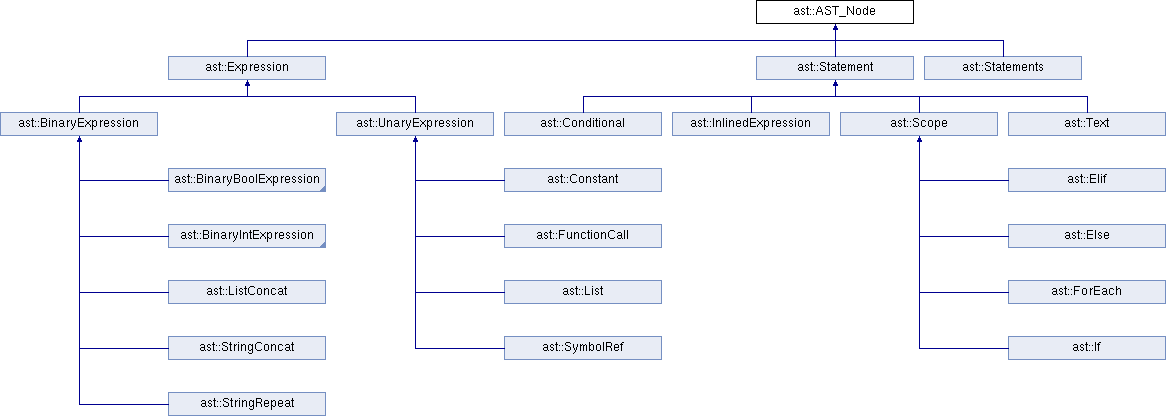 ast::AST_Node
ast::Expression
ast::Statement
ast::Statements
ast::BinaryExpression
ast::UnaryExpression
ast::Conditional
ast::InlinedExpression
ast::Scope
ast::Text
ast::BinaryBoolExpression
ast::Constant
ast::Elif
ast::BinaryIntExpression
ast::FunctionCall
ast::Else
ast::ListConcat
ast::List
ast::ForEach
ast::StringConcat
ast::SymbolRef
ast::If
ast::StringRepeat